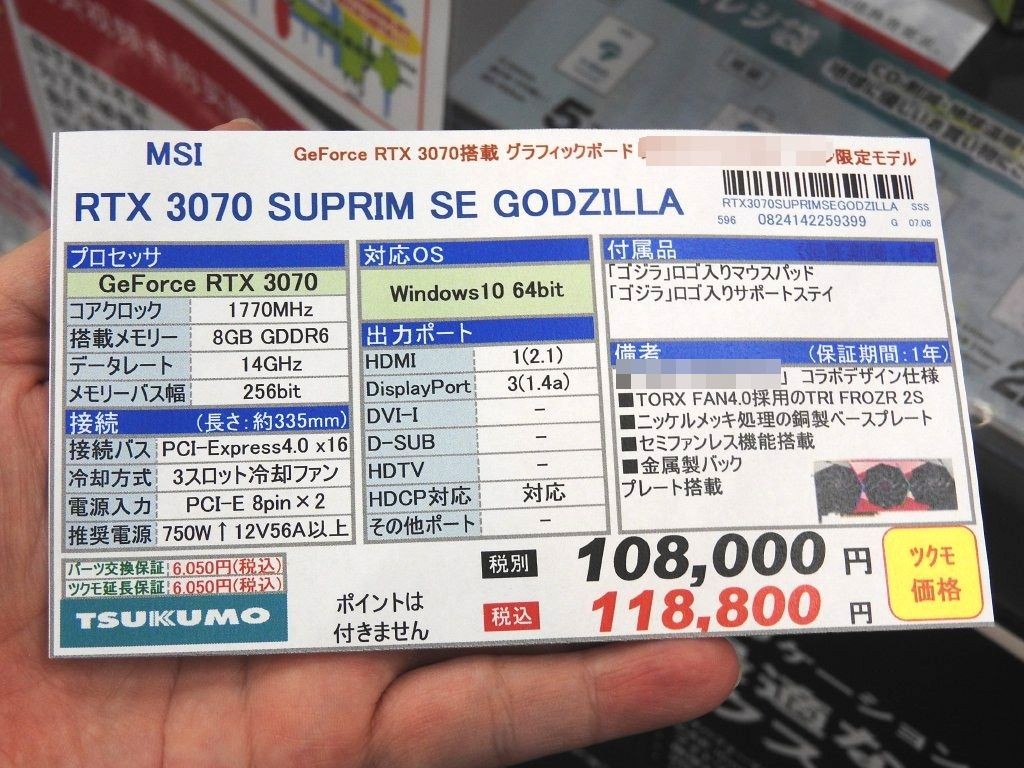 MSI
GeForce RTX 3070搭載 グラフィックボード
ン限定モデル
RTX 3070 SUPRIM SE GODZILLA
RTX3070SUPRIMSEGODZILLA SSS
596 0824142259399 G 07.08
プロセッサ
GeForce RTX 3070
コアクロック 1770MHz
搭載メモリー 8GB GDDR6
データレート 14GHz
メモリーバス幅 256bit
接続 (長さ:約335mm)
接続バス PCI-Express4.0 x16
冷却方式 3スロット冷却ファン
電源入力 PCI-E 8pin×2
推奨電源 750W↑12V56A以上
対応OS
Windows10 64bit
出力ポート
HDMI 1(2.1)
DisplayPort 3(1.4a)
DVI-I -
D-SUB -
HDTV -
HDCP対応 対応
その他ポート -
付属品
「ゴジラ」ロゴ入りマウスパッド
「ゴジラ」ロゴ入りサポートステイ
備考 (保証期間:1年)
■ 」 コラボデザイン仕様
■TORX FAN4.0採用のTRI FROZR 2S
■ニッケルメッキ処理の銅製ベースプレート
■セミファンレス機能搭載
■金属製バック
プレート搭載
パーツ交換保証 6,050円(税込)
ツクモ延長保証 6,050円(税込)
TSUKUMO
ポイントは
付きません
税別 108,000 円
税込 118,800 円
ツクモ
価格
レジ袋